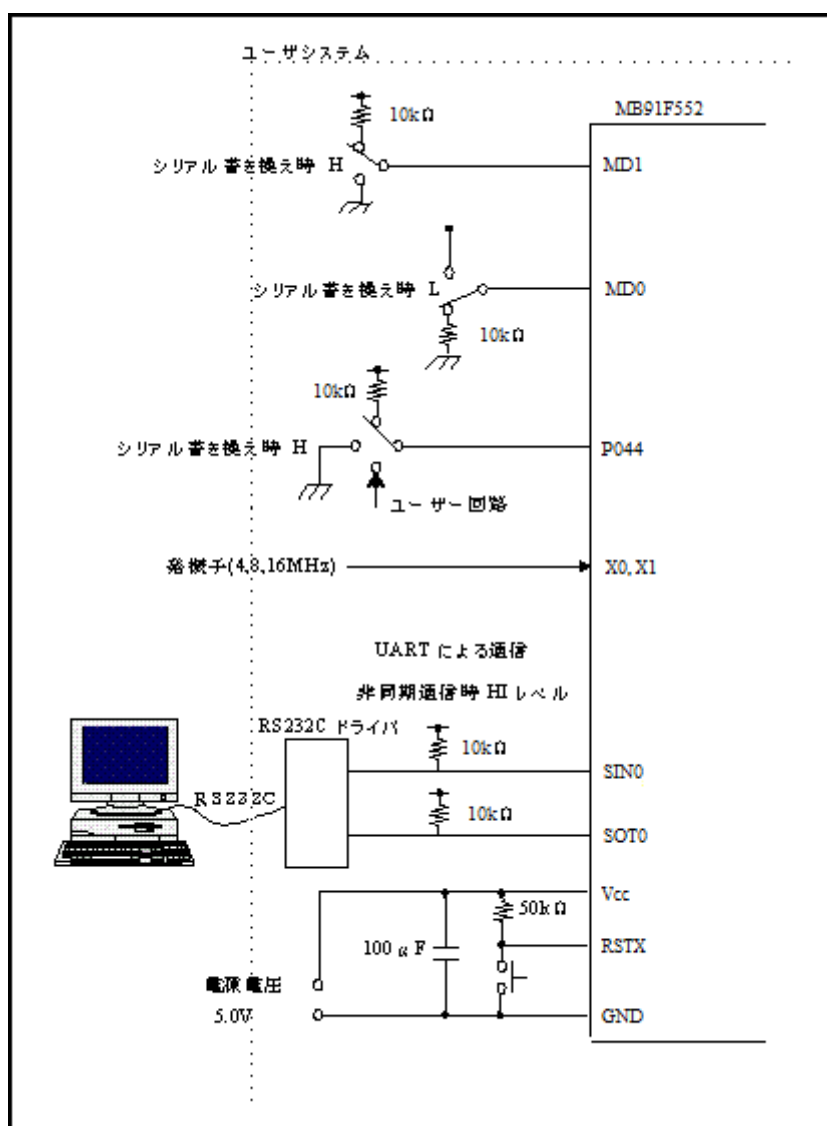 ユーザシステム
MB91F552
10kΩ
シリアル書き換え時 H
MD1
シリアル書き換え時 L
MD0
10kΩ
10kΩ
シリアル書き換え時 H
P044
ユーザー回路
発振子(4,8,16MHz)
X0, X1
UART による通信
非同期通信時 HI レベル
RS232C ドライバ
10kΩ
SIN0
RS232C
10kΩ
SOT0
Vcc
50kΩ
100 μF
RSTX
電源電圧
5.0V
GND